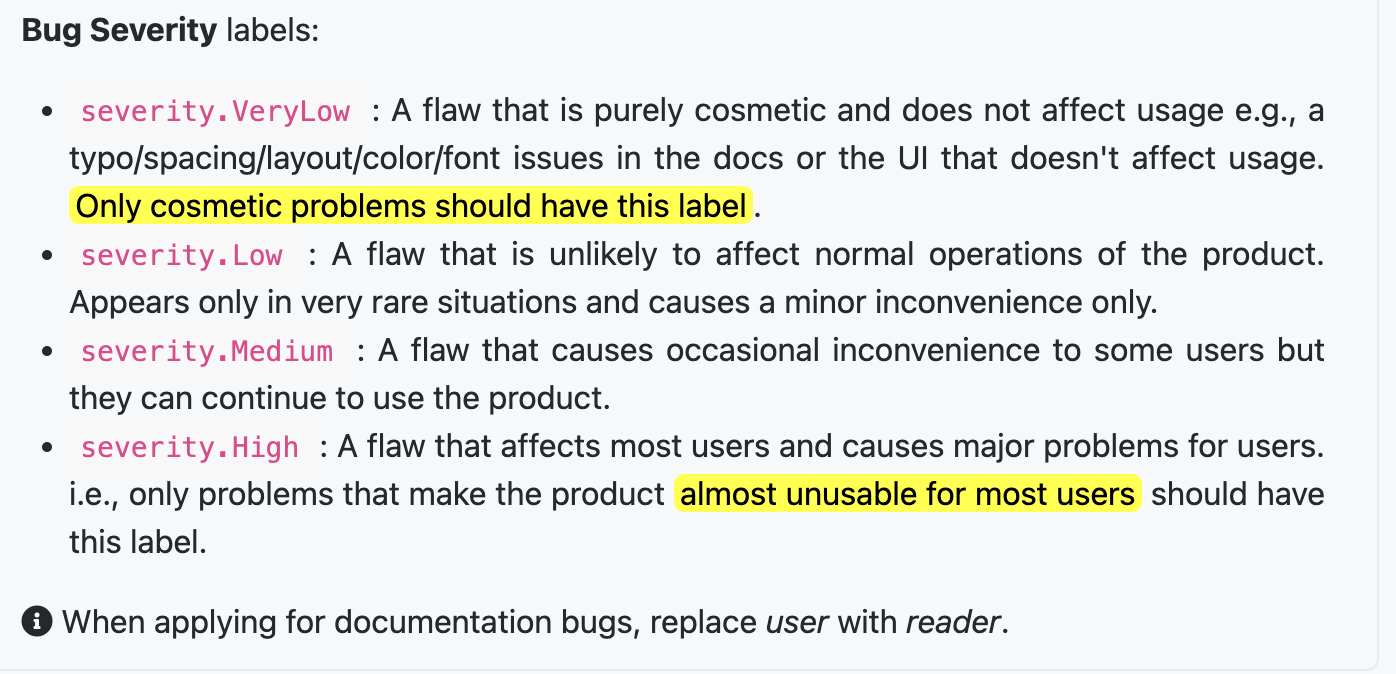 Bug Severity labels:
• severity.VeryLow : A flaw that is purely cosmetic and does not affect usage e.g., a
typo/spacing/layout/color/font issues in the docs or the UI that doesn't affect usage.
Only cosmetic problems should have this label.
• severity.Low : A flaw that is unlikely to affect normal operations of the product.
Appears only in very rare situations and causes a minor inconvenience only.
• severity.Medium : A flaw that causes occasional inconvenience to some users but
they can continue to use the product.
• severity.High : A flaw that affects most users and causes major problems for users.
i.e., only problems that make the product almost unusable for most users should have
this label.
When applying for documentation bugs, replace user with reader.